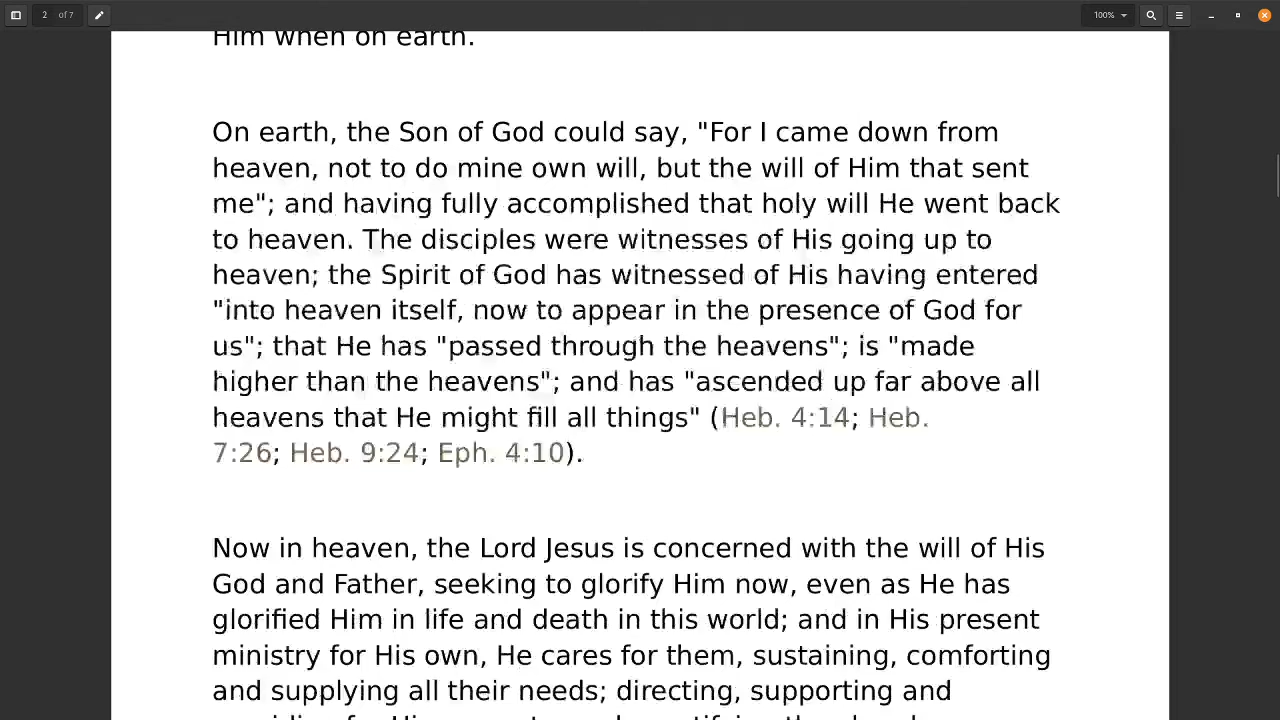 2 of 7
100%
Him when on earth.
On earth, the Son of God could say, "For I came down from
heaven, not to do mine own will, but the will of Him that sent
me"; and having fully accomplished that holy will He went back
to heaven. The disciples were witnesses of His going up to
heaven; the Spirit of God has witnessed of His having entered
"into heaven itself, now to appear in the presence of God for
us"; that He has "passed through the heavens"; is "made
higher than the heavens"; and has "ascended up far above all
heavens that He might fill all things" (Heb. 4:14; Heb.
7:26; Heb. 9:24; Eph. 4:10).
Now in heaven, the Lord Jesus is concerned with the will of His
God and Father, seeking to glorify Him now, even as He has
glorified Him in life and death in this world; and in His present
ministry for His own, He cares for them, sustaining, comforting
and supplying all their needs; directing, supporting and